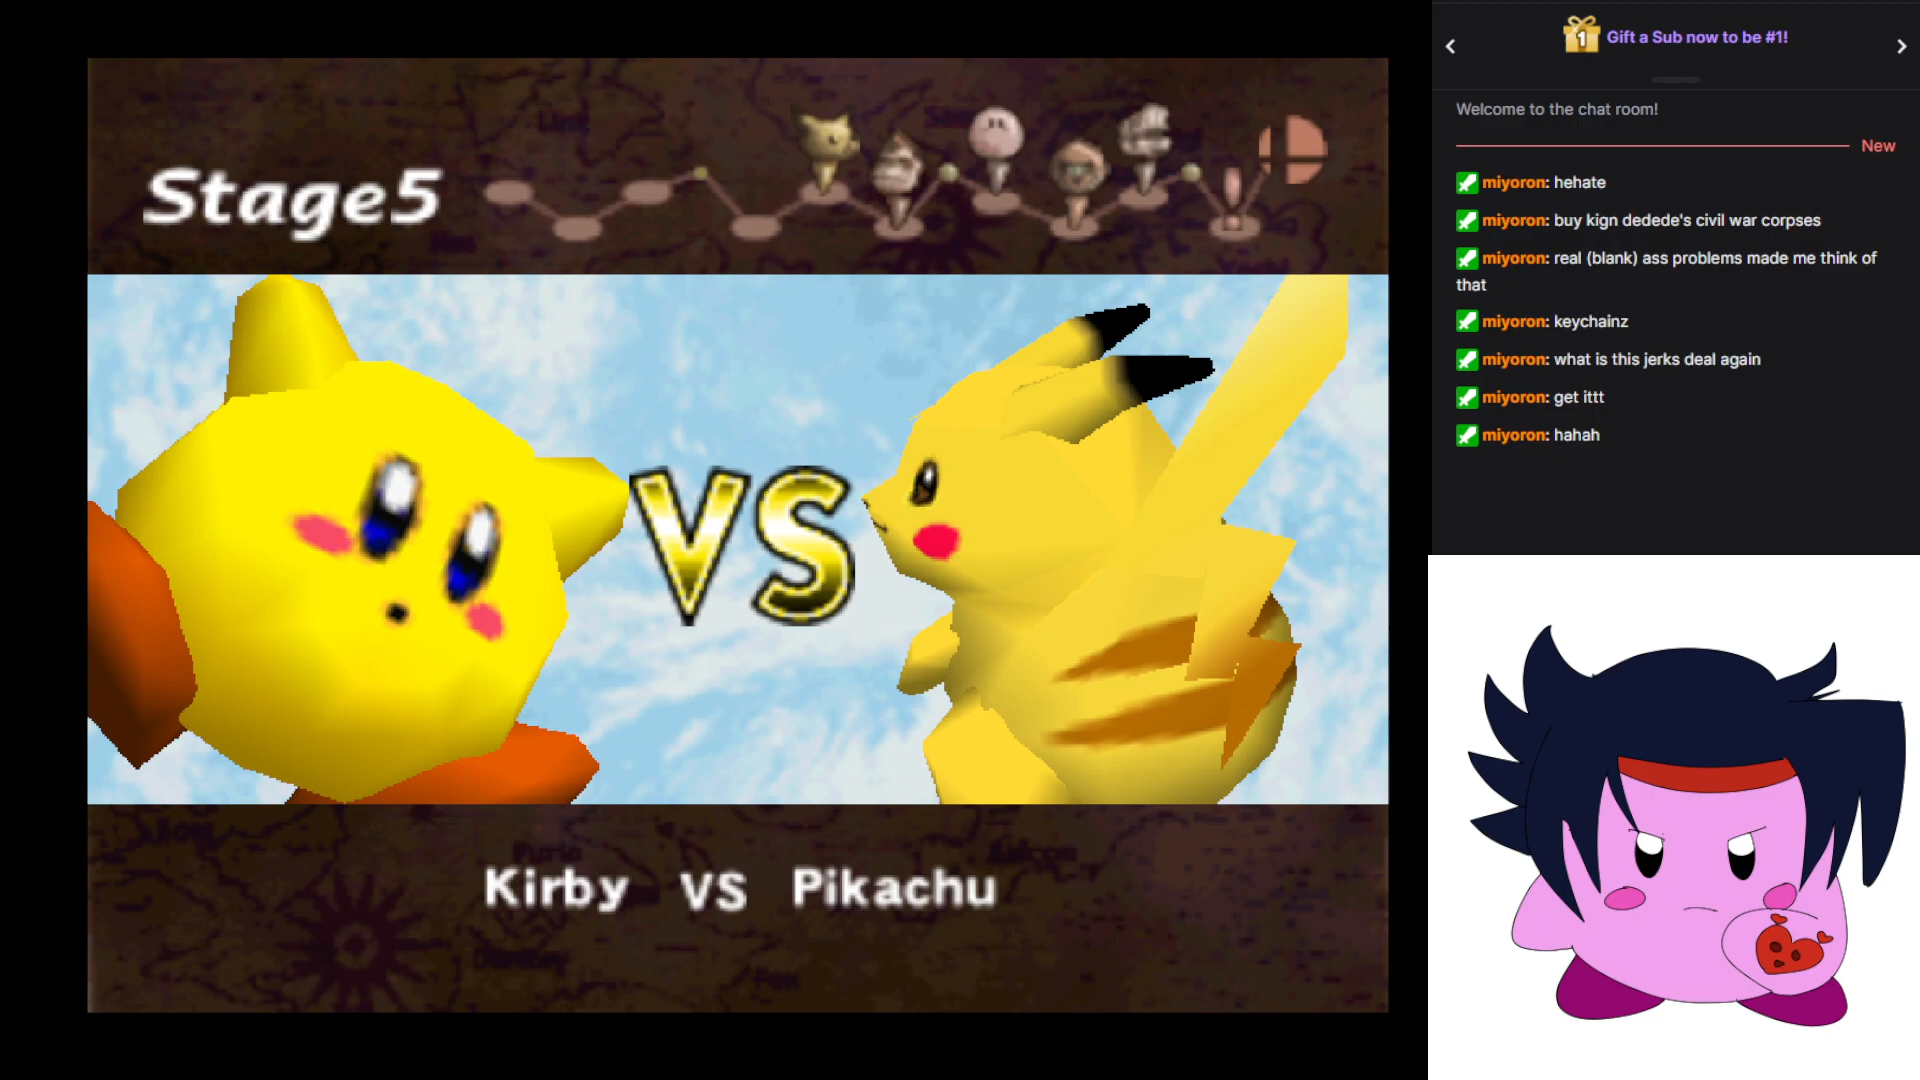 Stage5
VS
Kirby VS Pikachu
1 Gift a Sub now to be #1!
Welcome to the chat room!
New
miyoron: hehate
miyoron: buy kign dedede's civil war corpses
miyoron: real (blank) ass problems made me think of
that
miyoron: keychainz
miyoron: what is this jerks deal again
miyoron: get ittt
miyoron: hahah